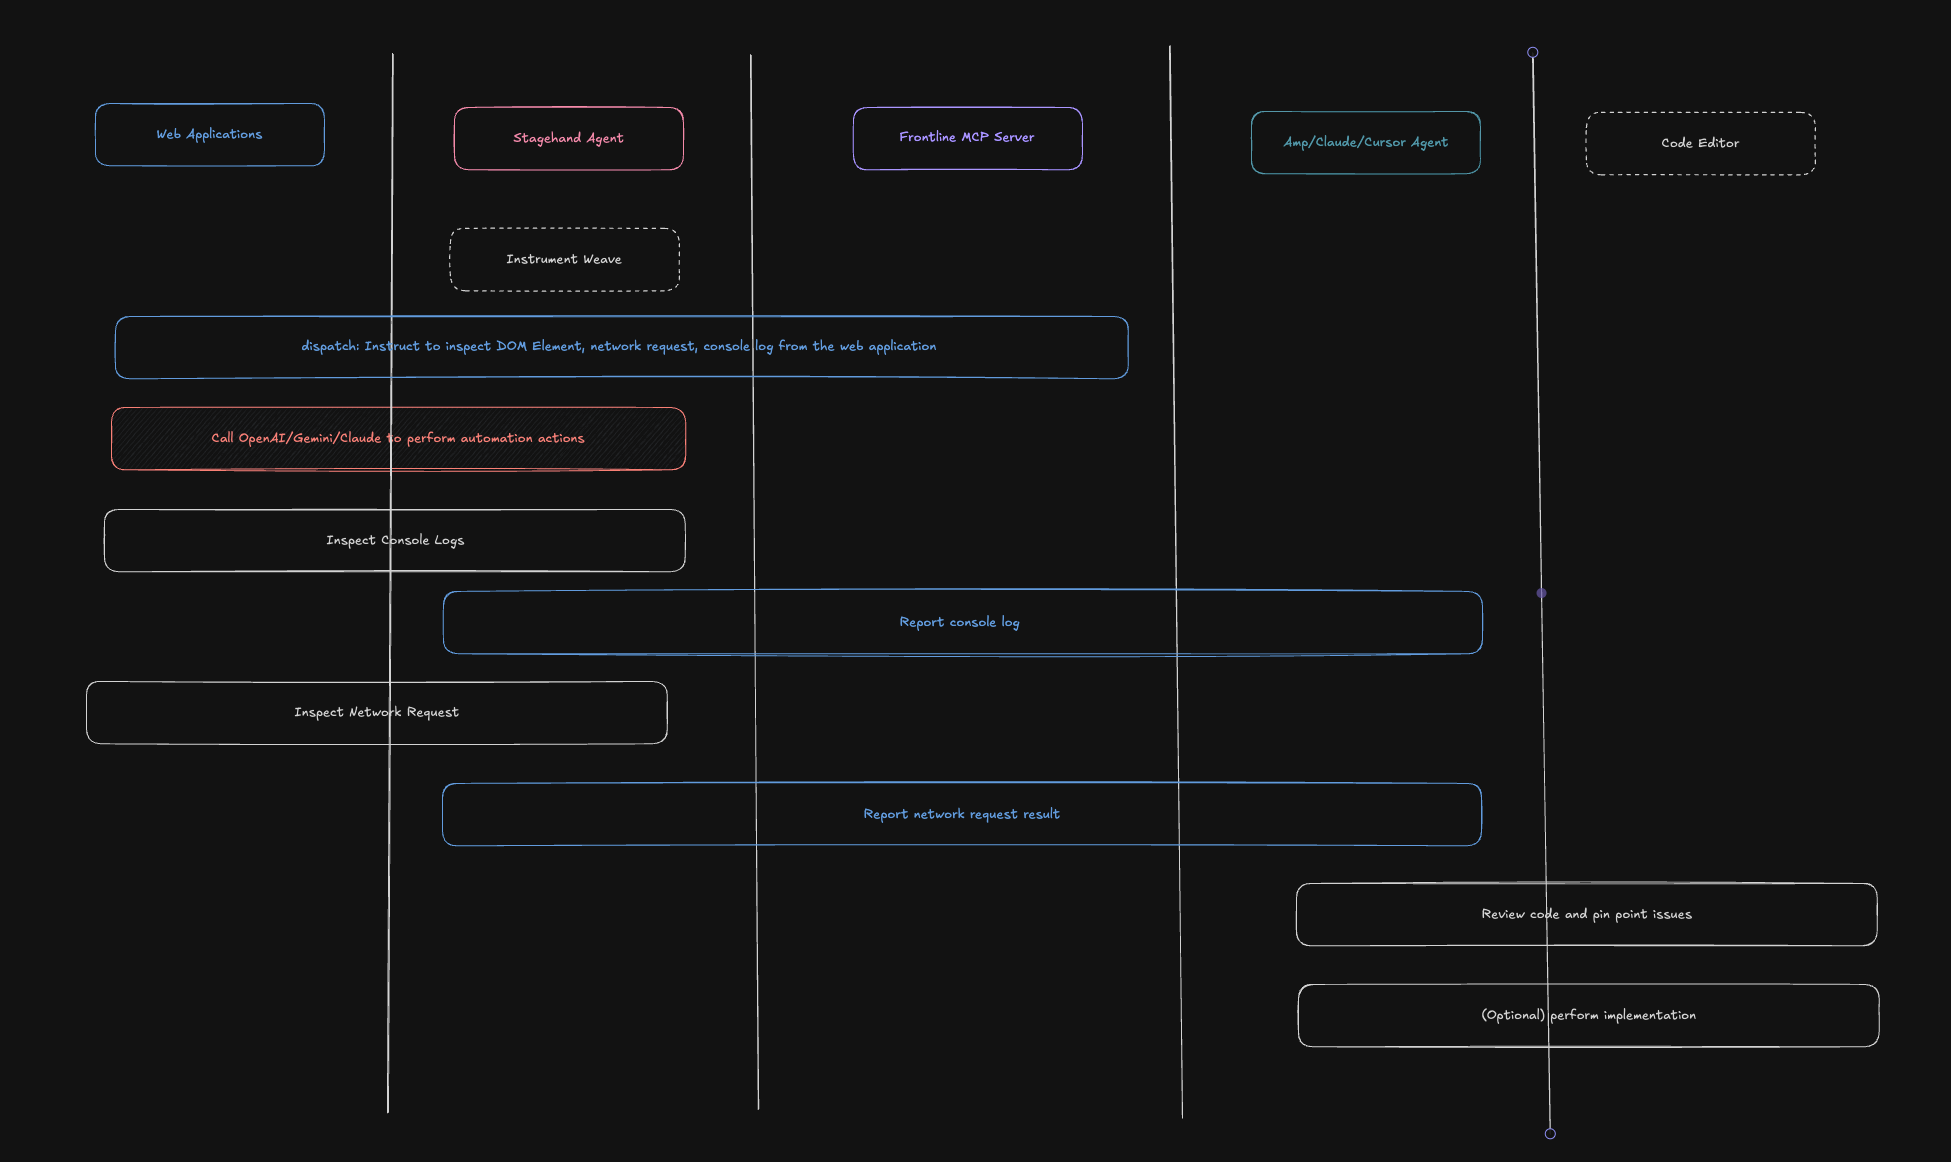 Web Applications
Stagehand Agent
Frontline MCP Server
Amp/Claude/Cursor Agent
Code Editor
Instrument Weave
dispatch: Instruct to inspect DOM Element, network request, console log from the web application
Call OpenAI/Gemini/Claude to perform automation actions
Inspect Console Logs
Report console log
Inspect Network Request
Report network request result
Review code and pin point issues
(Optional) perform implementation